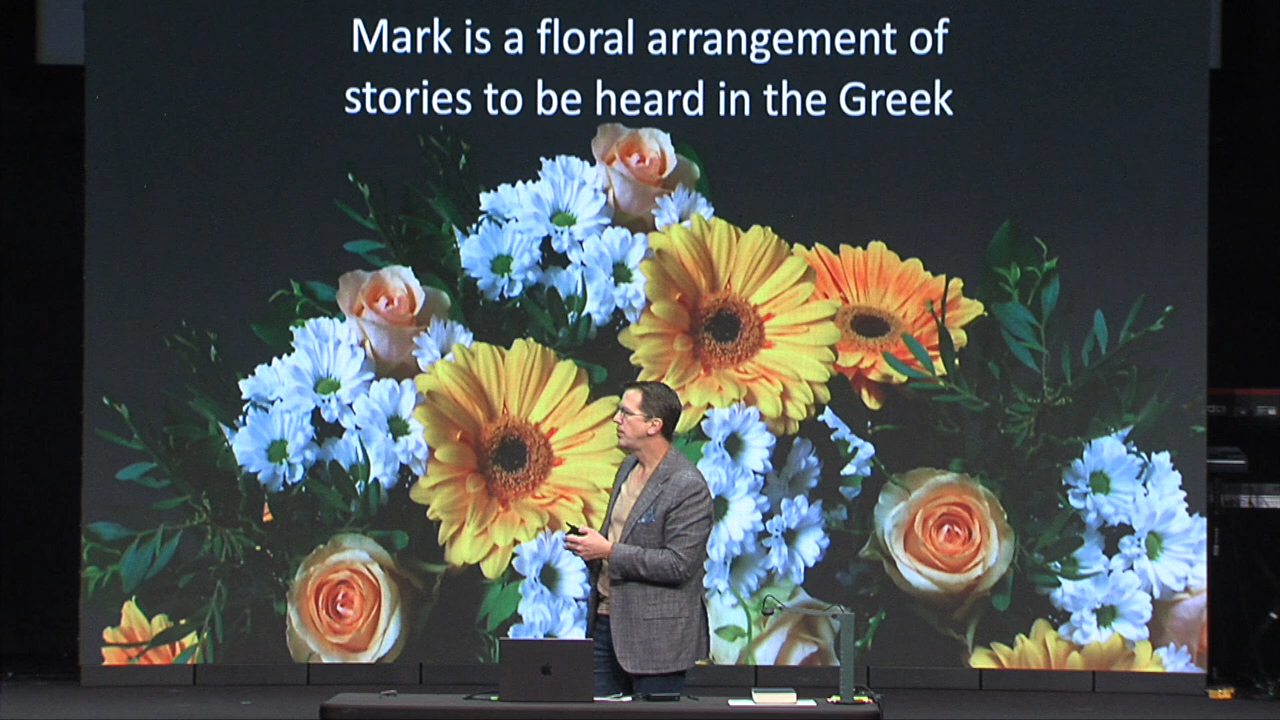 Mark is a floral arrangement of
stories to be heard in the Greek